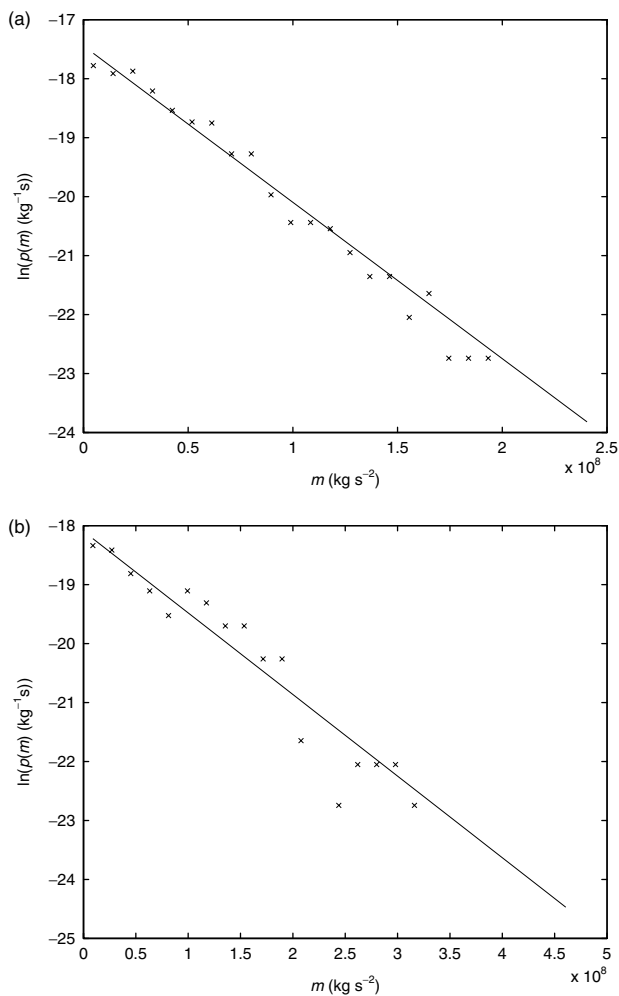 (a)
−17
−18
−19
−20
−21
−22
−23
−24
ln(p(m) (kg⁻¹s)
0 0.5 1 1.5 2 2.5
x 10⁸
m (kg s⁻²)
(b)
−18
−19
−20
−21
−22
−23
−24
−25
ln(p(m) (kg⁻¹s))
0 0.5 1 1.5 2 2.5 3 3.5 4 4.5 5
x 10⁸
m (kg s⁻²)